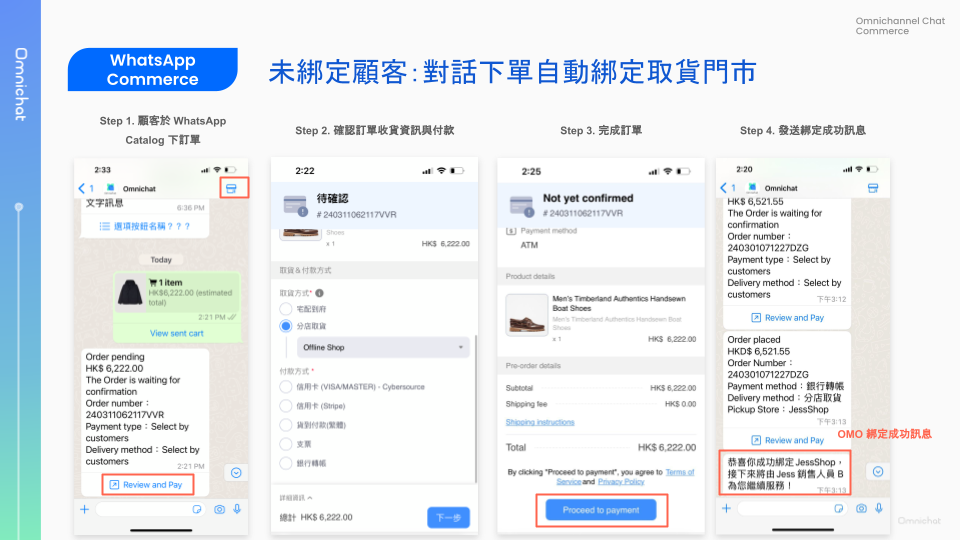 Omnichannel Chat
Commerce
Omnichat
WhatsApp
Commerce
未綁定顧客：對話下單自動綁定取貨門市
Step 1. 顧客於 WhatsApp
Catalog 下訂單
2:33
1
Omnichat
文字訊息
6:36 PM
選項按鈕名稱？？？
Today
1 item
HK$6,222.00 (estimated
total)
2:21 PM
View sent cart
Order pending
HK$ 6,222.00
The Order is waiting for
confirmation
Order number：
240311062117VVR
Payment type：Select by
customers
Delivery method：Select by
customers
2:21 PM
Review and Pay
Step 2. 確認訂單收貨資訊與付款
2:22
待確認
# 240311062117VVR
Shoes
x 1
HK$ 6,222.00
取貨＆付款方式
取貨方式*
宅配到府
分店取貨
Offline Shop
付款方式 *
信用卡 (VISA/MASTER) - Cybersource
信用卡 (Stripe)
貨到付款(繁體)
支票
銀行轉帳
詳細資訊
總計 HK$ 6,222.00
下一步
Step 3. 完成訂單
2:25
Not yet confirmed
# 240311062117VVR
Payment method
ATM
Product details
Men's Timberland Authentics Handsewn
Boat Shoes
Men's Timberland Authentics Handsewn Boat
Shoes
x 1
HK$ 6,222.00
Pre-order details
Subtotal
HK$ 6,222.00
Shipping fee
HK$ 0.00
Shipping instructions
Total
HK$ 6,222.00
By clicking "Proceed to payment", you agree to Terms of
Service and Privacy Policy
Proceed to payment
Step 4. 發送綁定成功訊息
2:20
1
Omnichat
HK$ 6,521.55
The Order is waiting for
confirmation
Order number：
240301071227DZG
Payment type：Select by
customers
Delivery method：Select by
customers
下午3:12
Review and Pay
Order placed
HKD$ 6,521.55
Order Number：
240301071227DZG
Payment method：銀行轉帳
Delivery method：分店取貨
Pickup Store：JessShop
下午3:13
Review and Pay
OMO 綁定成功訊息
恭喜你成功綁定 JessShop，
接下來將由 Jess 銷售人員 B
為您繼續服務！
下午3:13
Omnichat